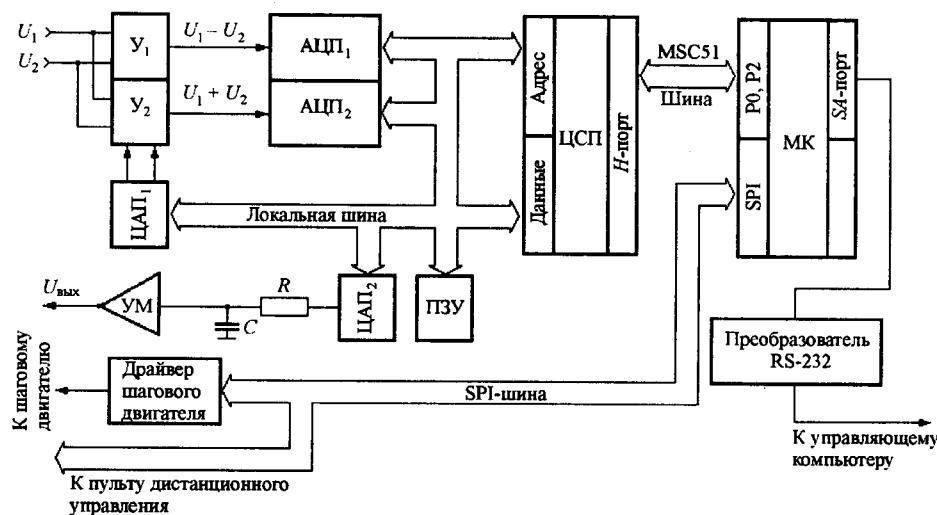 U₁
U₂
У₁
У₂
U₁ – U₂
U₁ + U₂
АЦП₁
АЦП₂
ЦАП₁
Локальная шина
Адрес
Данные
ЦСП
H-порт
MSC51
Шина
P0, P2
SPI
МК
SA-порт
Uвых
УМ
C
R
ЦАП₂
ПЗУ
Преобразователь
RS-232
К шаговому
двигателю
Драйвер
шагового
двигателя
SPI-шина
К управляющему
компьютеру
К пульту дистанционного
управления